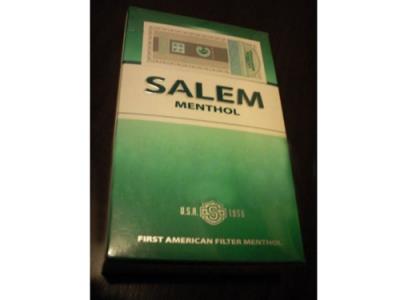 SALEM
MENTHOL
U.S.A. S 1956
FIRST AMERICAN FILTER MENTHOL